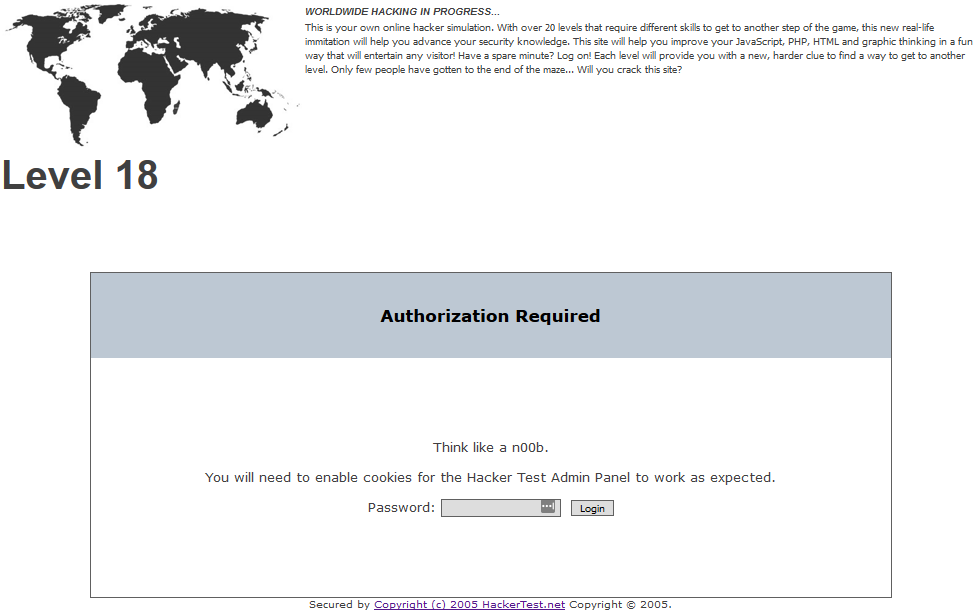 WORLDWIDE HACKING IN PROGRESS...
This is your own online hacker simulation. With over 20 levels that require different skills to get to another step of the game, this new real-life
immitation will help you advance your security knowledge. This site will help you improve your JavaScript, PHP, HTML and graphic thinking in a fun
way that will entertain any visitor! Have a spare minute? Log on! Each level will provide you with a new, harder clue to find a way to get to another
level. Only few people have gotten to the end of the maze... Will you crack this site?
Level 18
Authorization Required
Think like a n00b.
You will need to enable cookies for the Hacker Test Admin Panel to work as expected.
Password: Login
Secured by Copyright (c) 2005 HackerTest.net Copyright © 2005.